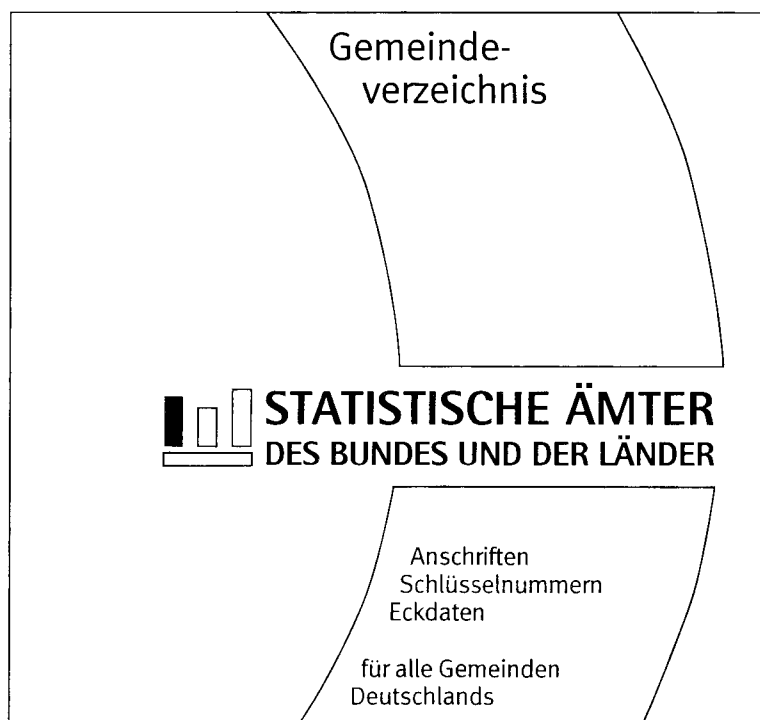 Gemeinde-
verzeichnis
STATISTISCHE ÄMTER
DES BUNDES UND DER LÄNDER
Anschriften
Schlüsselnummern
Eckdaten
für alle Gemeinden
Deutschlands